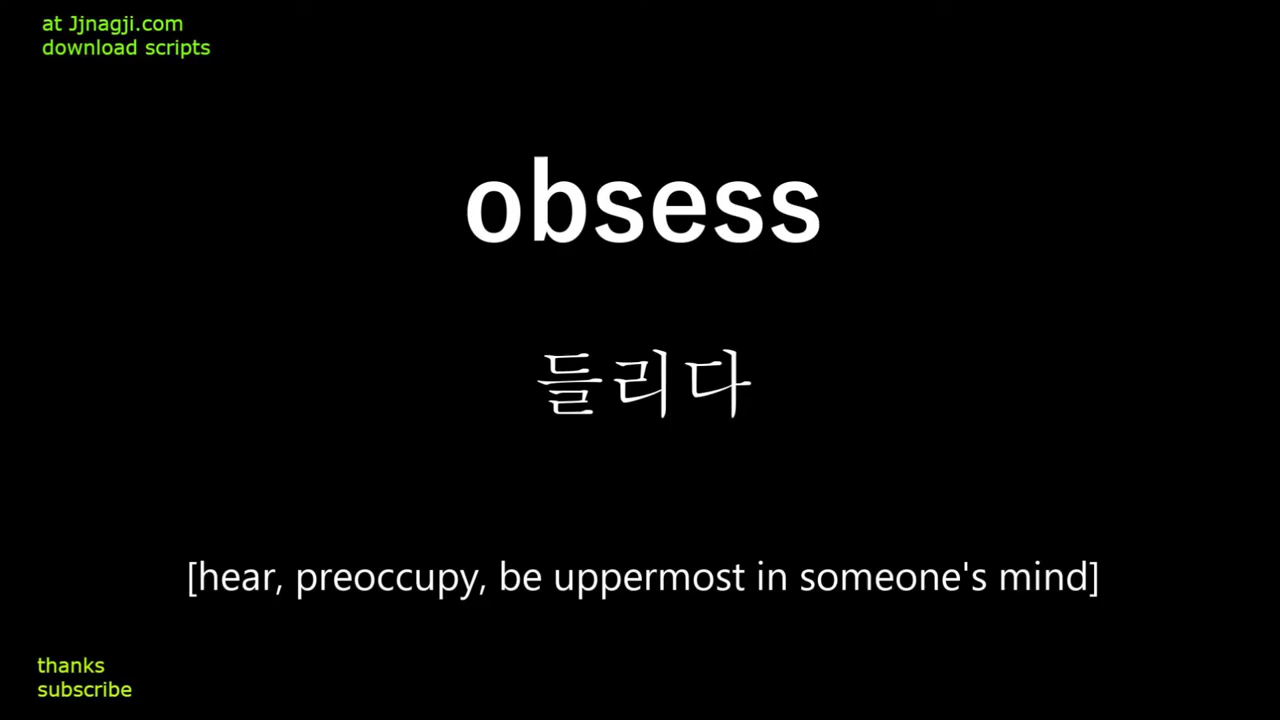 at Jjnagji.com
download scripts
obsess
들리다
[hear, preoccupy, be uppermost in someone's mind]
thanks
subscribe